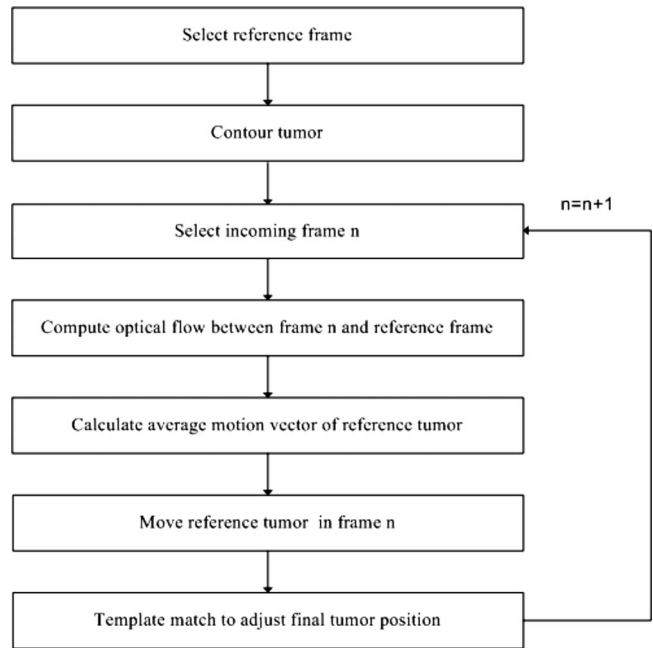 Select reference frame
Contour tumor
n=n+1
Select incoming frame n
Compute optical flow between frame n and reference frame
Calculate average motion vector of reference tumor
Move reference tumor in frame n
Template match to adjust final tumor position